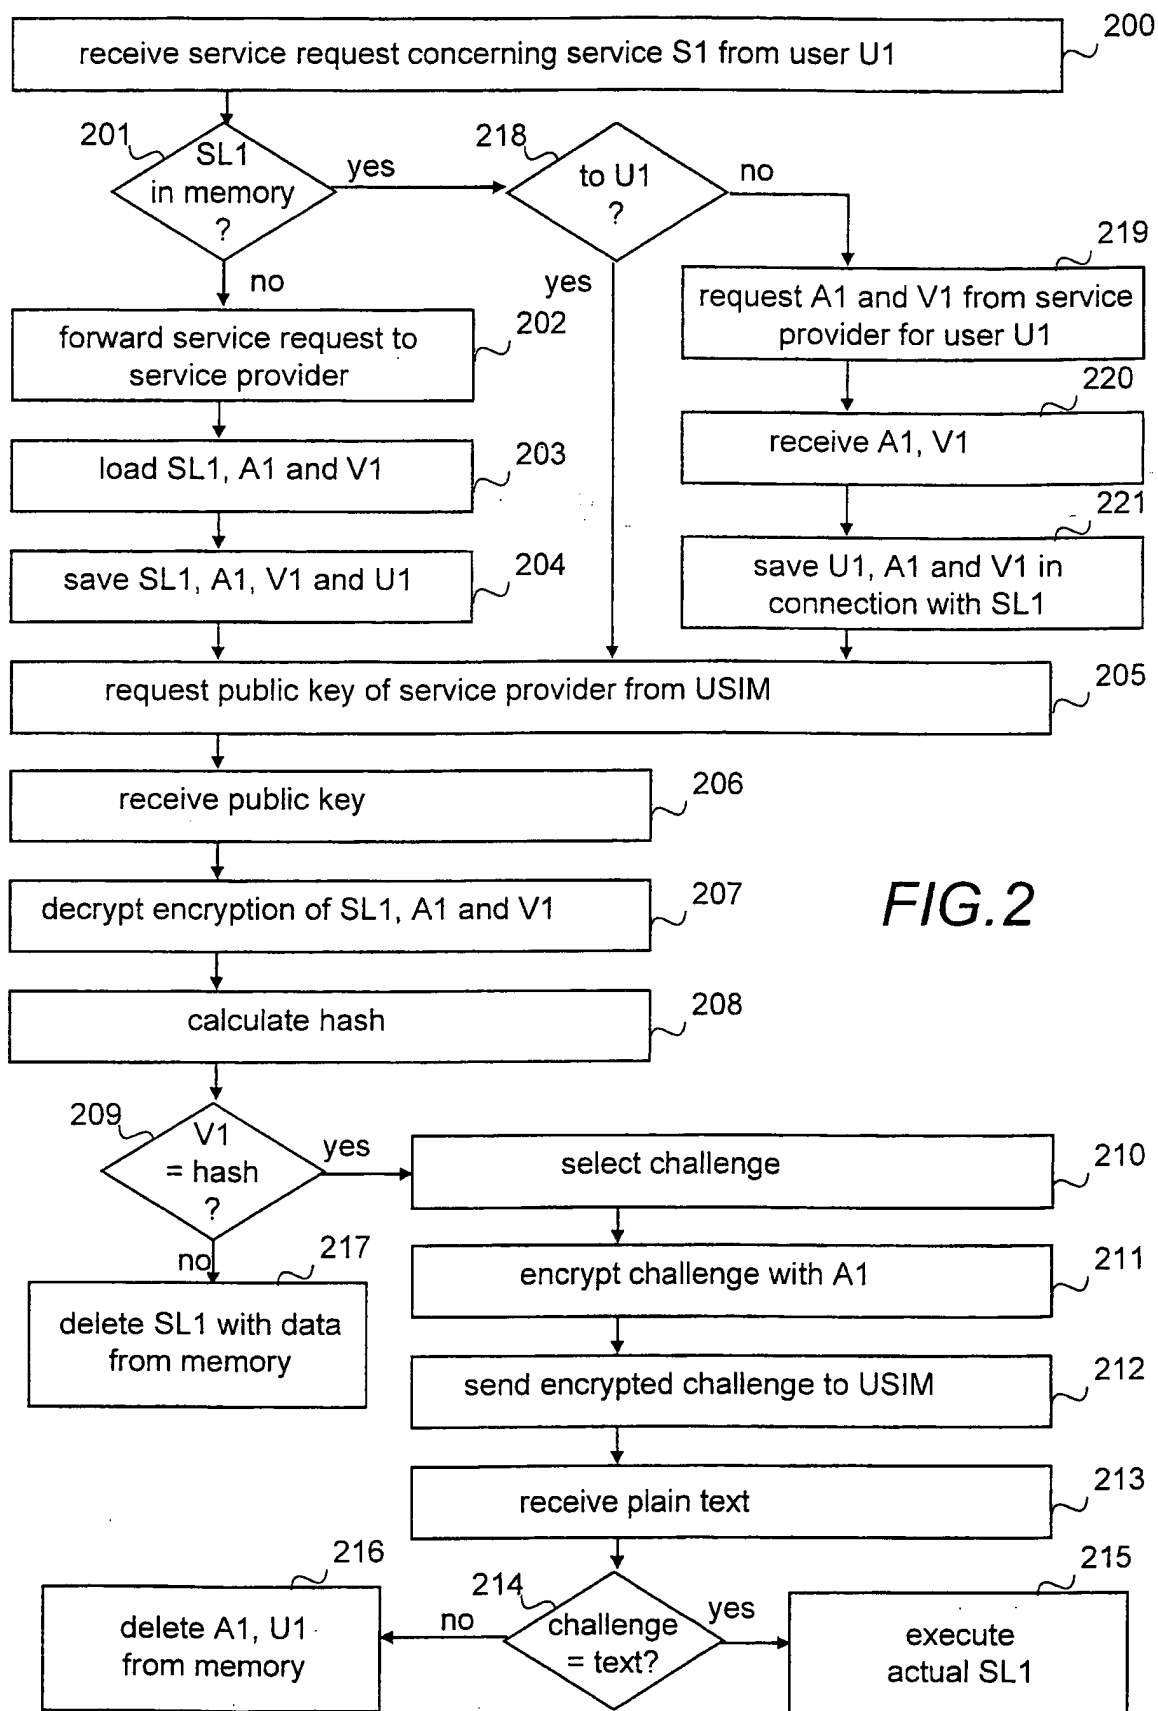 200
receive service request concerning service S1 from user U1
201
SL1
in memory
?
yes
218
to U1
?
no
no
yes
219
request A1 and V1 from service
provider for user U1
202
forward service request to
service provider
220
receive A1, V1
203
load SL1, A1 and V1
221
save U1, A1 and V1 in
connection with SL1
204
save SL1, A1, V1 and U1
205
request public key of service provider from USIM
206
receive public key
207
decrypt encryption of SL1, A1 and V1
FIG.2
208
calculate hash
209
V1
= hash
?
yes
210
select challenge
no
217
delete SL1 with data
from memory
211
encrypt challenge with A1
212
send encrypted challenge to USIM
213
receive plain text
216
delete A1, U1
from memory
no
214
challenge
= text?
yes
215
execute
actual SL1